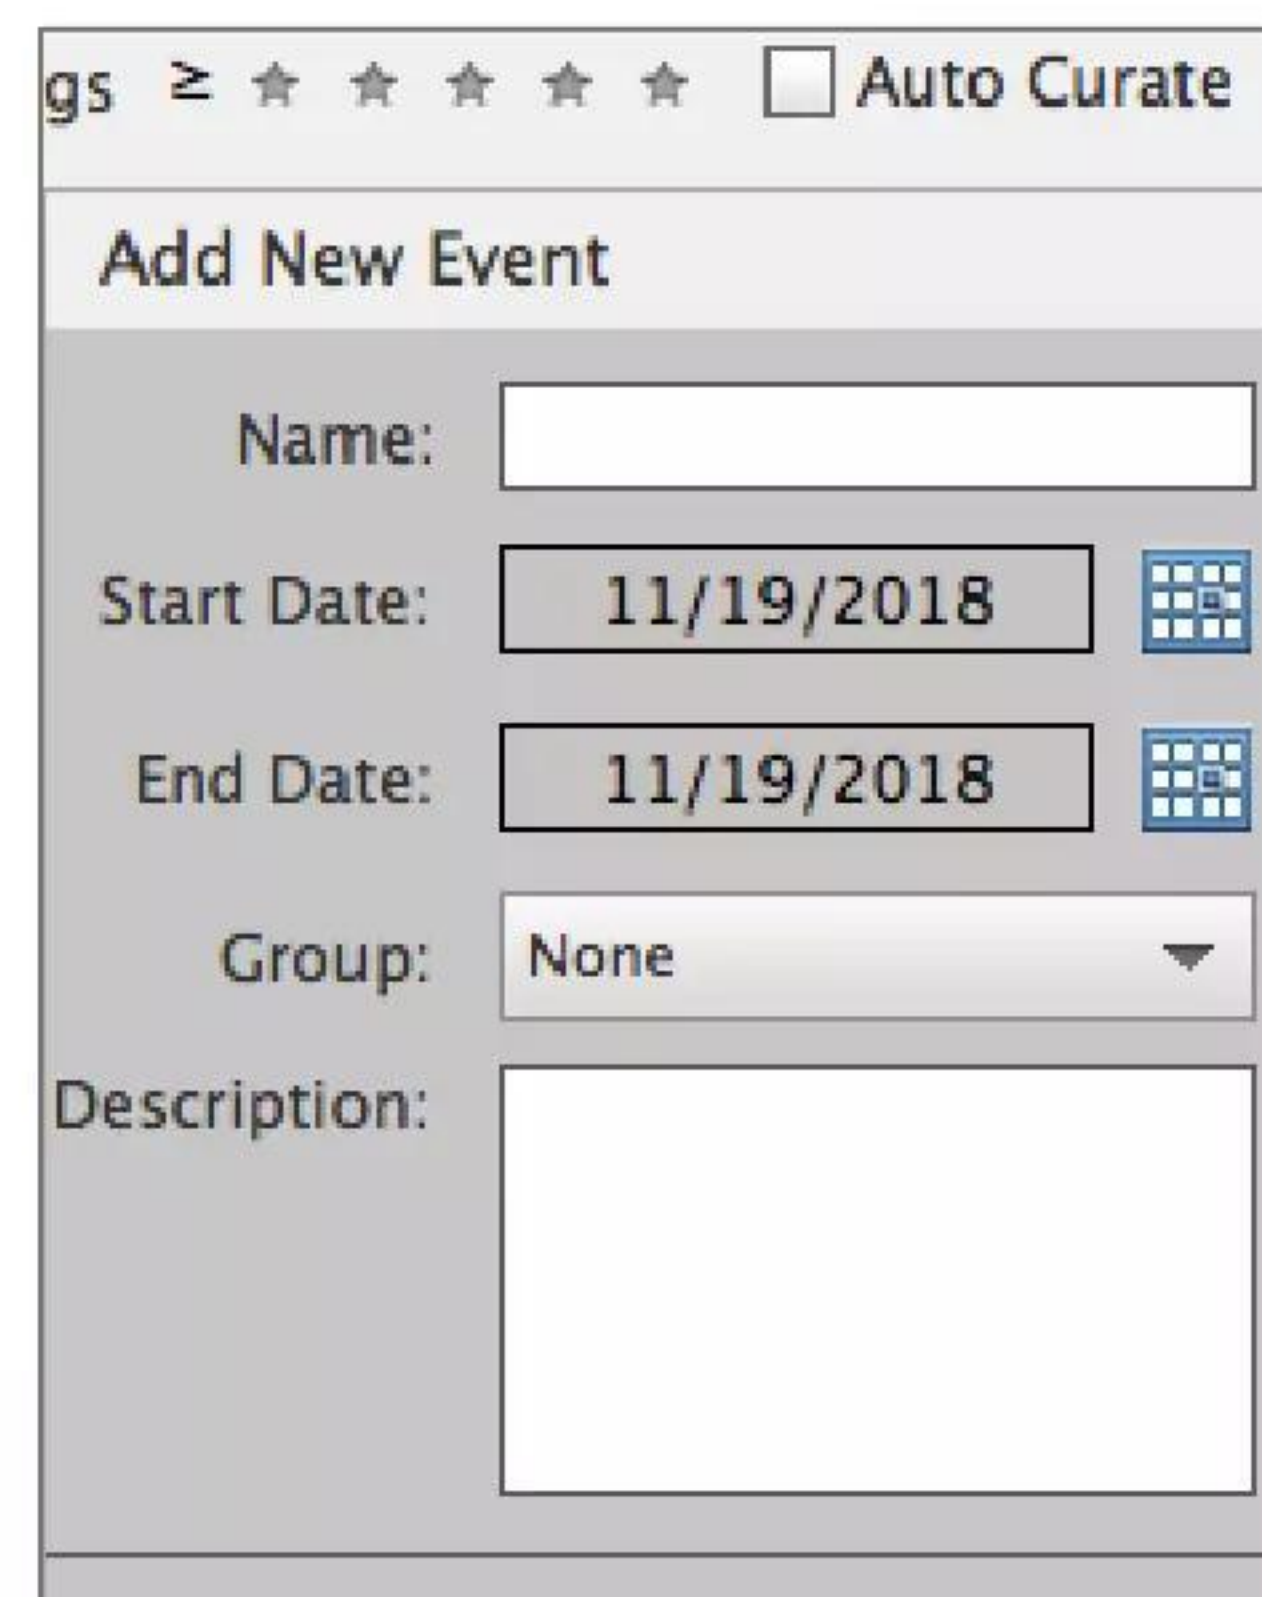 gs ≥ Auto Curate
Add New Event
Name:
Start Date: 11/19/2018
End Date: 11/19/2018
Group: None
Description: